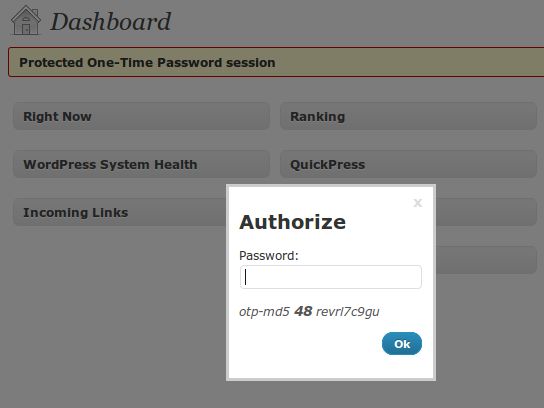 Dashboard
Protected One-Time Password session
Right Now
Ranking
WordPress System Health
QuickPress
Incoming Links
x
Authorize
Password:
otp-md5 48 revrl7c9gu
Ok